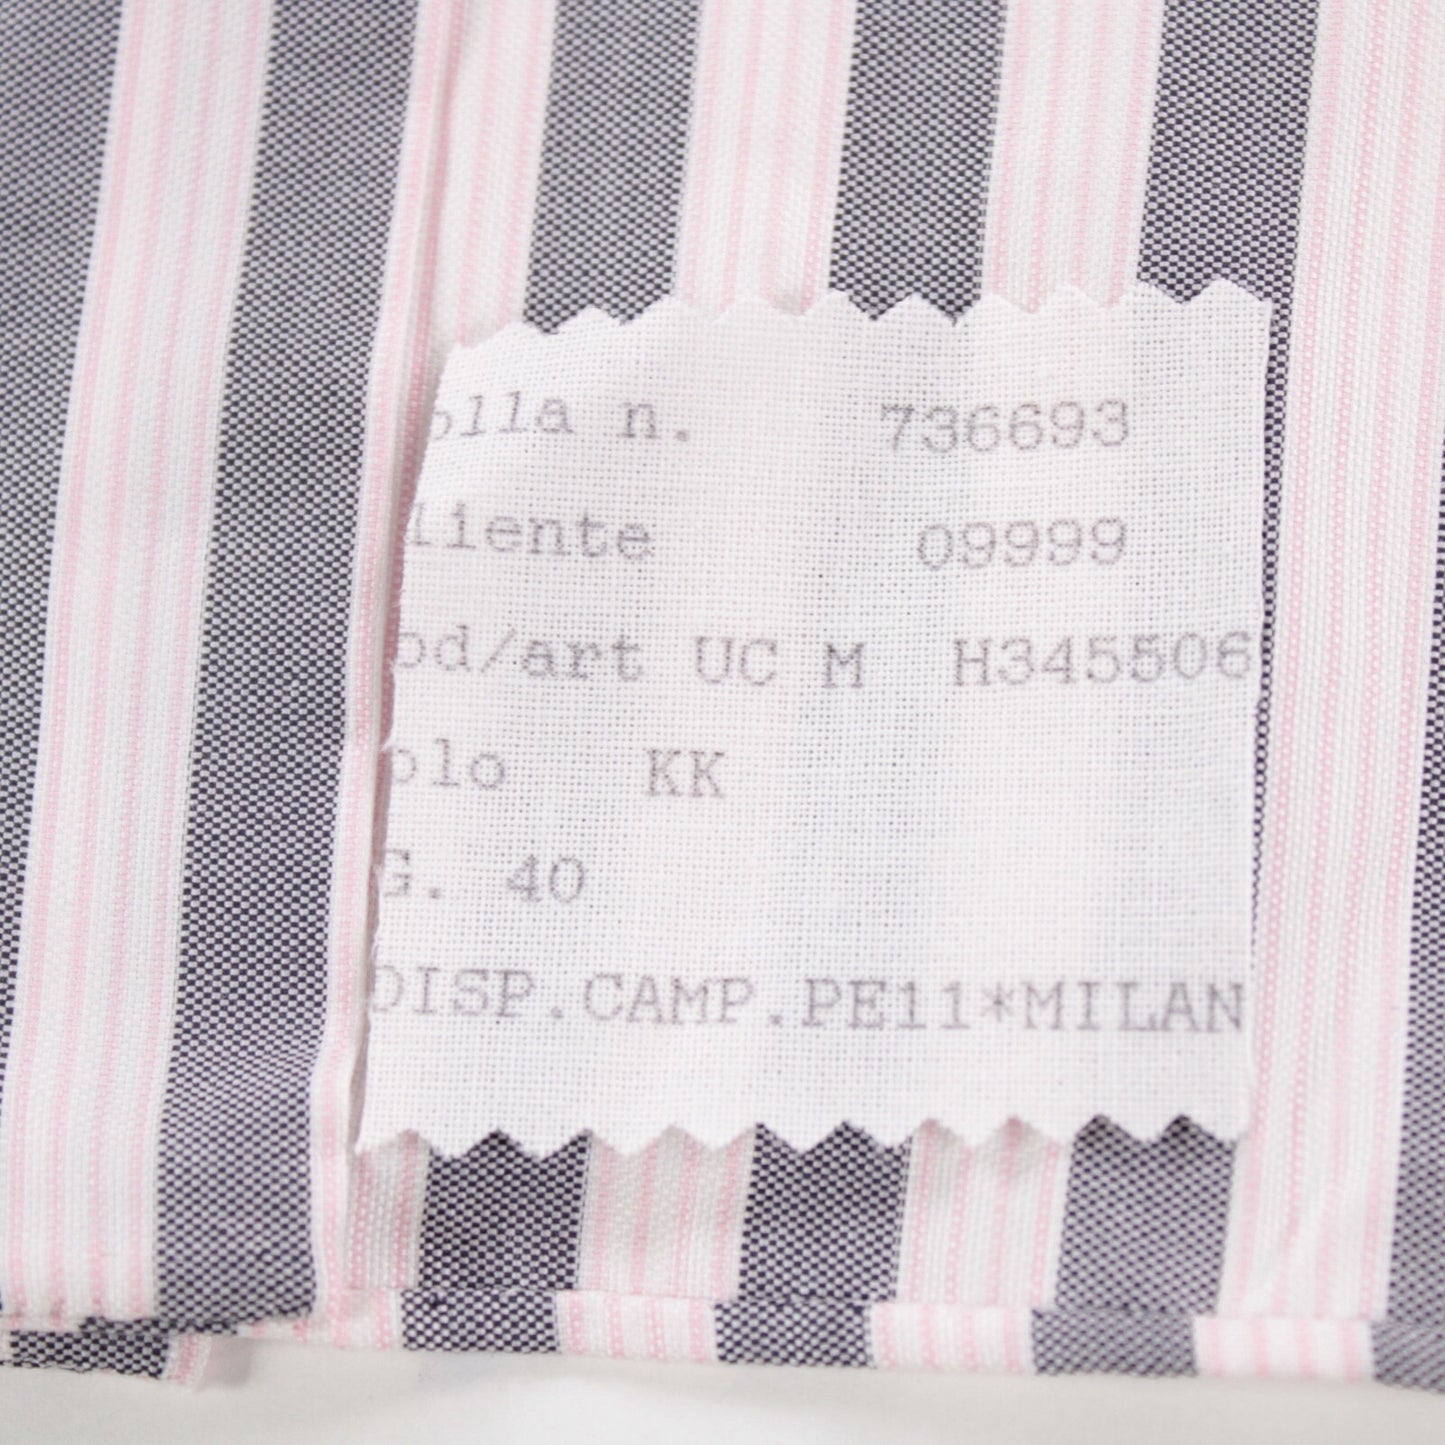 olla n. 736693
liente 09999
od/art UC M H345506
olo KK
G. 40
DISP.CAMP.PE11*MILAN